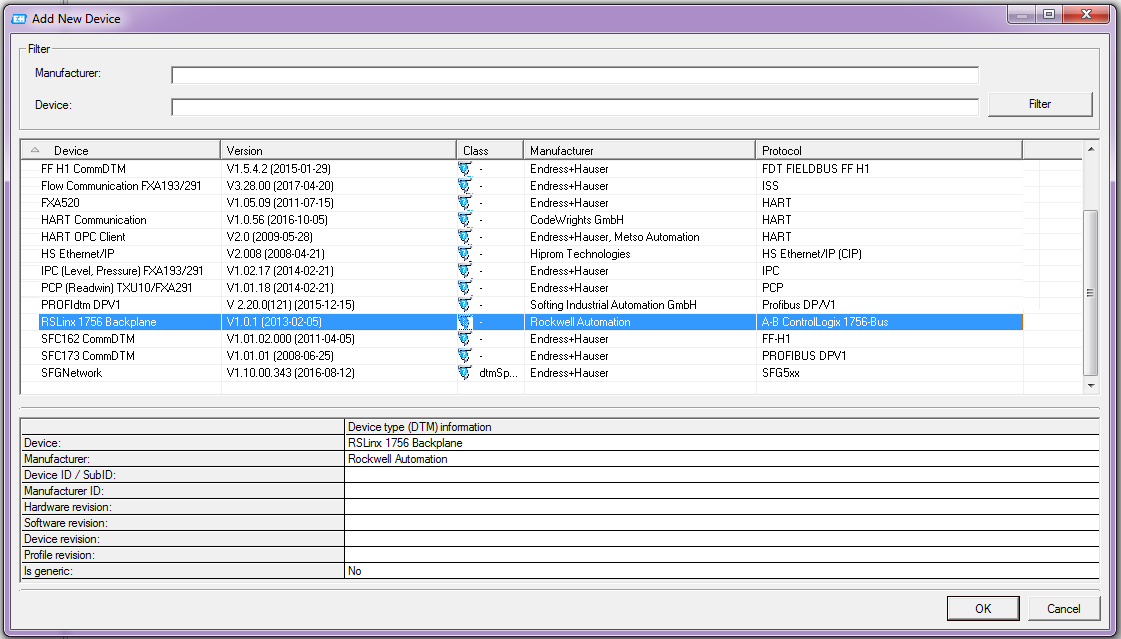 Add New Device
Filter
Manufacturer:
Device:
Filter
Device Version Class Manufacturer Protocol
FF H1 CommDTM V1.5.4.2 (2015-01-29) - Endress+Hauser FDT FIELDBUS FF H1
Flow Communication FXA193/291 V3.28.00 (2017-04-20) - Endress+Hauser ISS
FXA520 V1.05.09 (2011-07-15) - Endress+Hauser HART
HART Communication V1.0.56 (2016-10-05) - CodeWrights GmbH HART
HART OPC Client V2.0 (2009-05-28) - Endress+Hauser, Metso Automation HART
HS Ethernet/IP V2.008 (2008-04-21) - Hiprom Technologies HS Ethernet/IP (CIP)
IPC (Level, Pressure) FXA193/291 V1.02.17 (2014-02-21) - Endress+Hauser IPC
PCP (Readwin) TXU10/FXA291 V1.01.18 (2014-02-21) - Endress+Hauser PCP
PROFIdtm DPV1 V 2.20.0(121) (2015-12-15) - Softing Industrial Automation GmbH Profibus DP/V1
RSLinx 1756 Backplane V1.0.1 (2013-02-05) - Rockwell Automation A-B ControlLogix 1756-Bus
SFC162 CommDTM V1.01.02.000 (2011-04-05) - Endress+Hauser FF-H1
SFC173 CommDTM V1.01.01 (2008-06-25) - Endress+Hauser PROFIBUS DPV1
SFGNetwork V1.10.00.343 (2016-08-12) dtmSp... Endress+Hauser SFG5xx
Device type (DTM) information
Device: RSLinx 1756 Backplane
Manufacturer: Rockwell Automation
Device ID / SubID:
Manufacturer ID:
Hardware revision:
Software revision:
Device revision:
Profile revision:
Is generic: No
OK Cancel